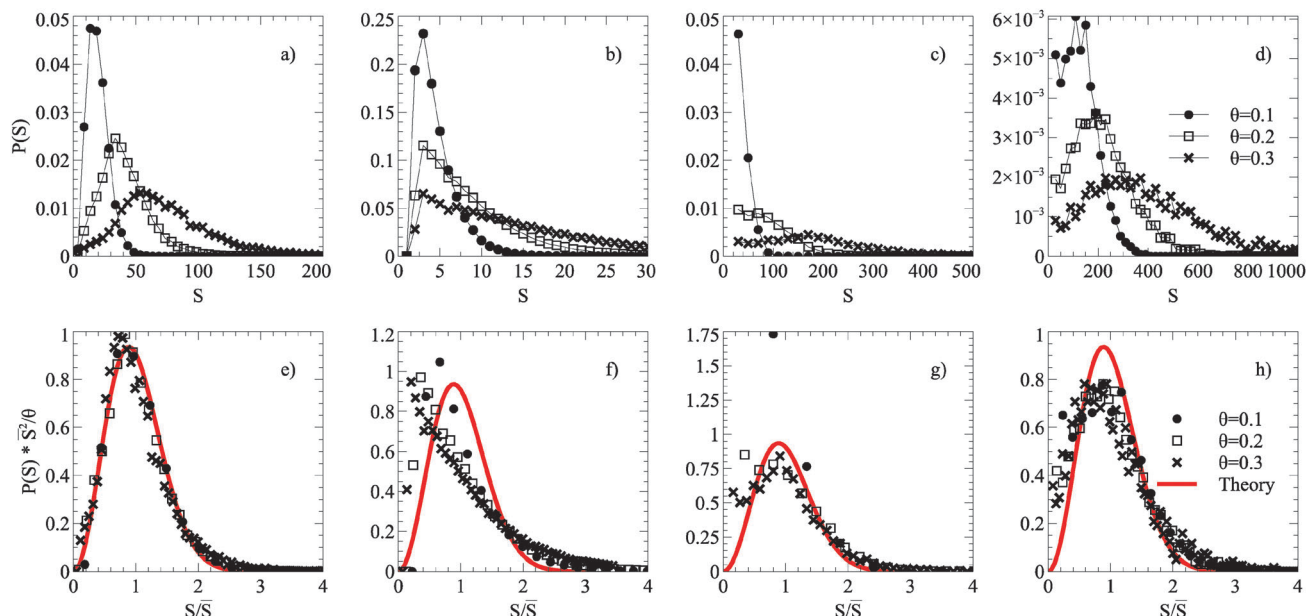 0.05
0.04
0.03
0.02
0.01
0
P(S)
a)
0 50 100 150 200
S
0.25
0.20
0.15
0.10
0.05
0
b)
0 6 12 18 24 30
S
0.05
0.04
0.03
0.02
0.01
0
c)
0 100 200 300 400 500
S
6×10⁻³
5×10⁻³
4×10⁻³
3×10⁻³
2×10⁻³
10⁻³
0
d)
θ=0.1
θ=0.2
θ=0.3
0 200 400 600 800 1000
S
1
0.8
0.6
0.4
0.2
0
P(S) * S̅²/θ
e)
0 1 2 3 4
S/S̅
1.2
1
0.8
0.6
0.4
0.2
0
f)
0 1 2 3 4
S/S̅
1.75
1.50
1.25
1
0.75
0.50
0.25
0
g)
0 1 2 3 4
S/S̅
1
0.8
0.6
0.4
0.2
0
h)
θ=0.1
θ=0.2
θ=0.3
Theory
0 1 2 3 4
S/S̅